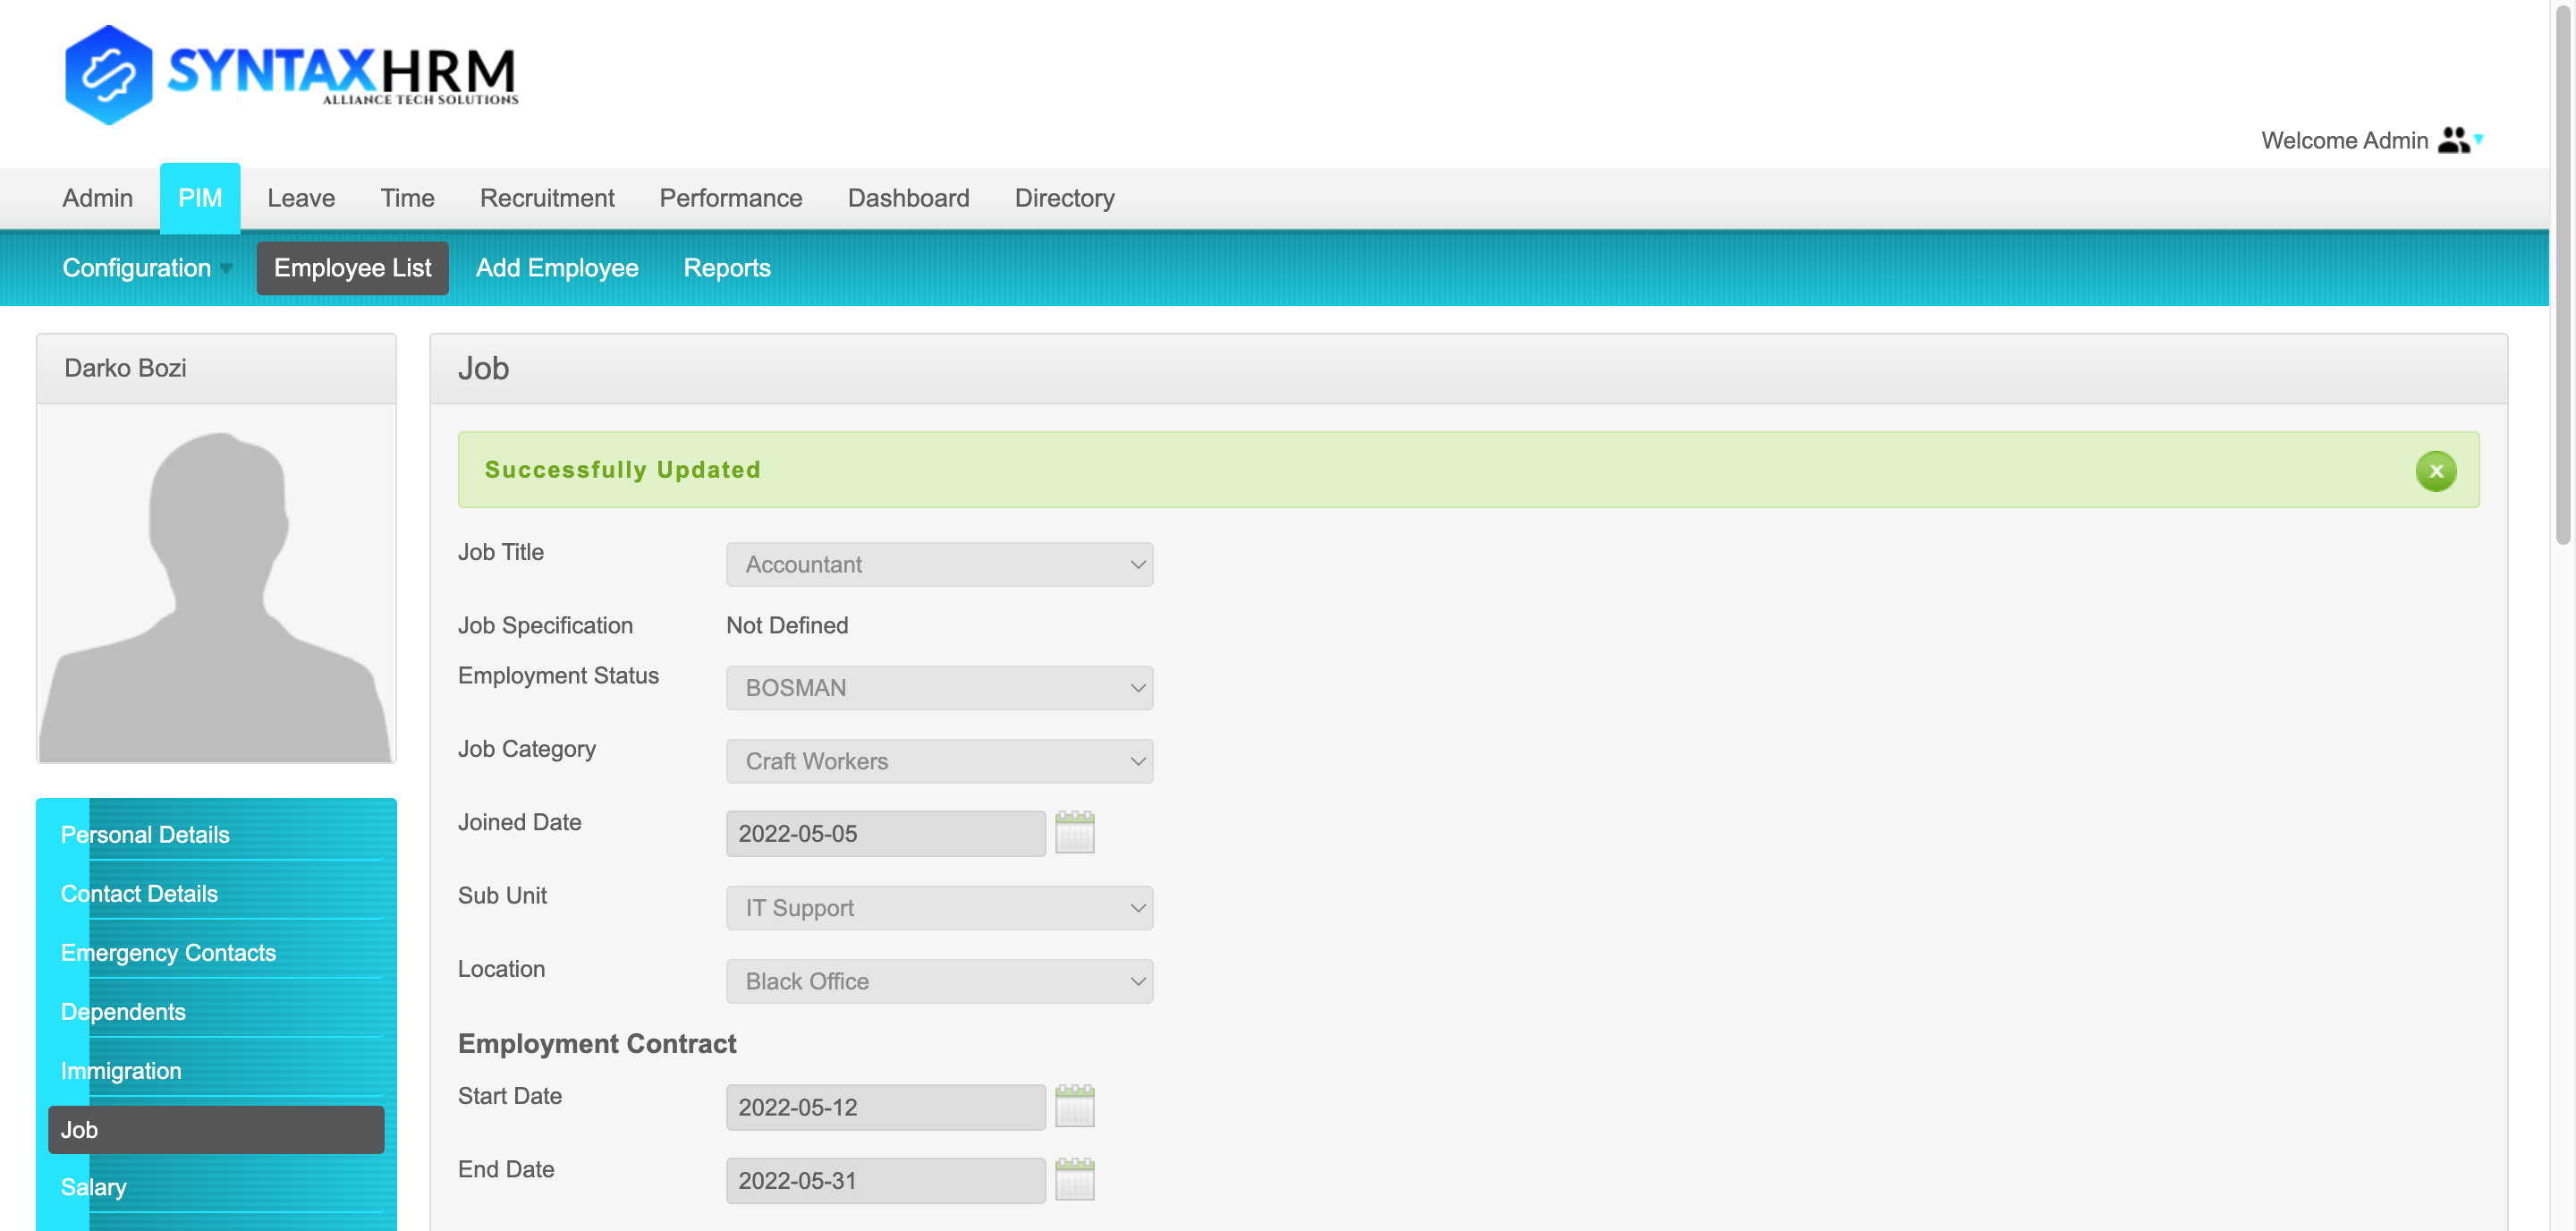 SYNTAXHRM
ALLIANCE TECH SOLUTIONS
Welcome Admin
Admin PIM Leave Time Recruitment Performance Dashboard Directory
Configuration Employee List Add Employee Reports
Darko Bozi
Job
Successfully Updated
x
Job Title Accountant
Job Specification Not Defined
Employment Status BOSMAN
Job Category Craft Workers
Joined Date 2022-05-05
Sub Unit IT Support
Location Black Office
Employment Contract
Start Date 2022-05-12
End Date 2022-05-31
Personal Details
Contact Details
Emergency Contacts
Dependents
Immigration
Job
Salary